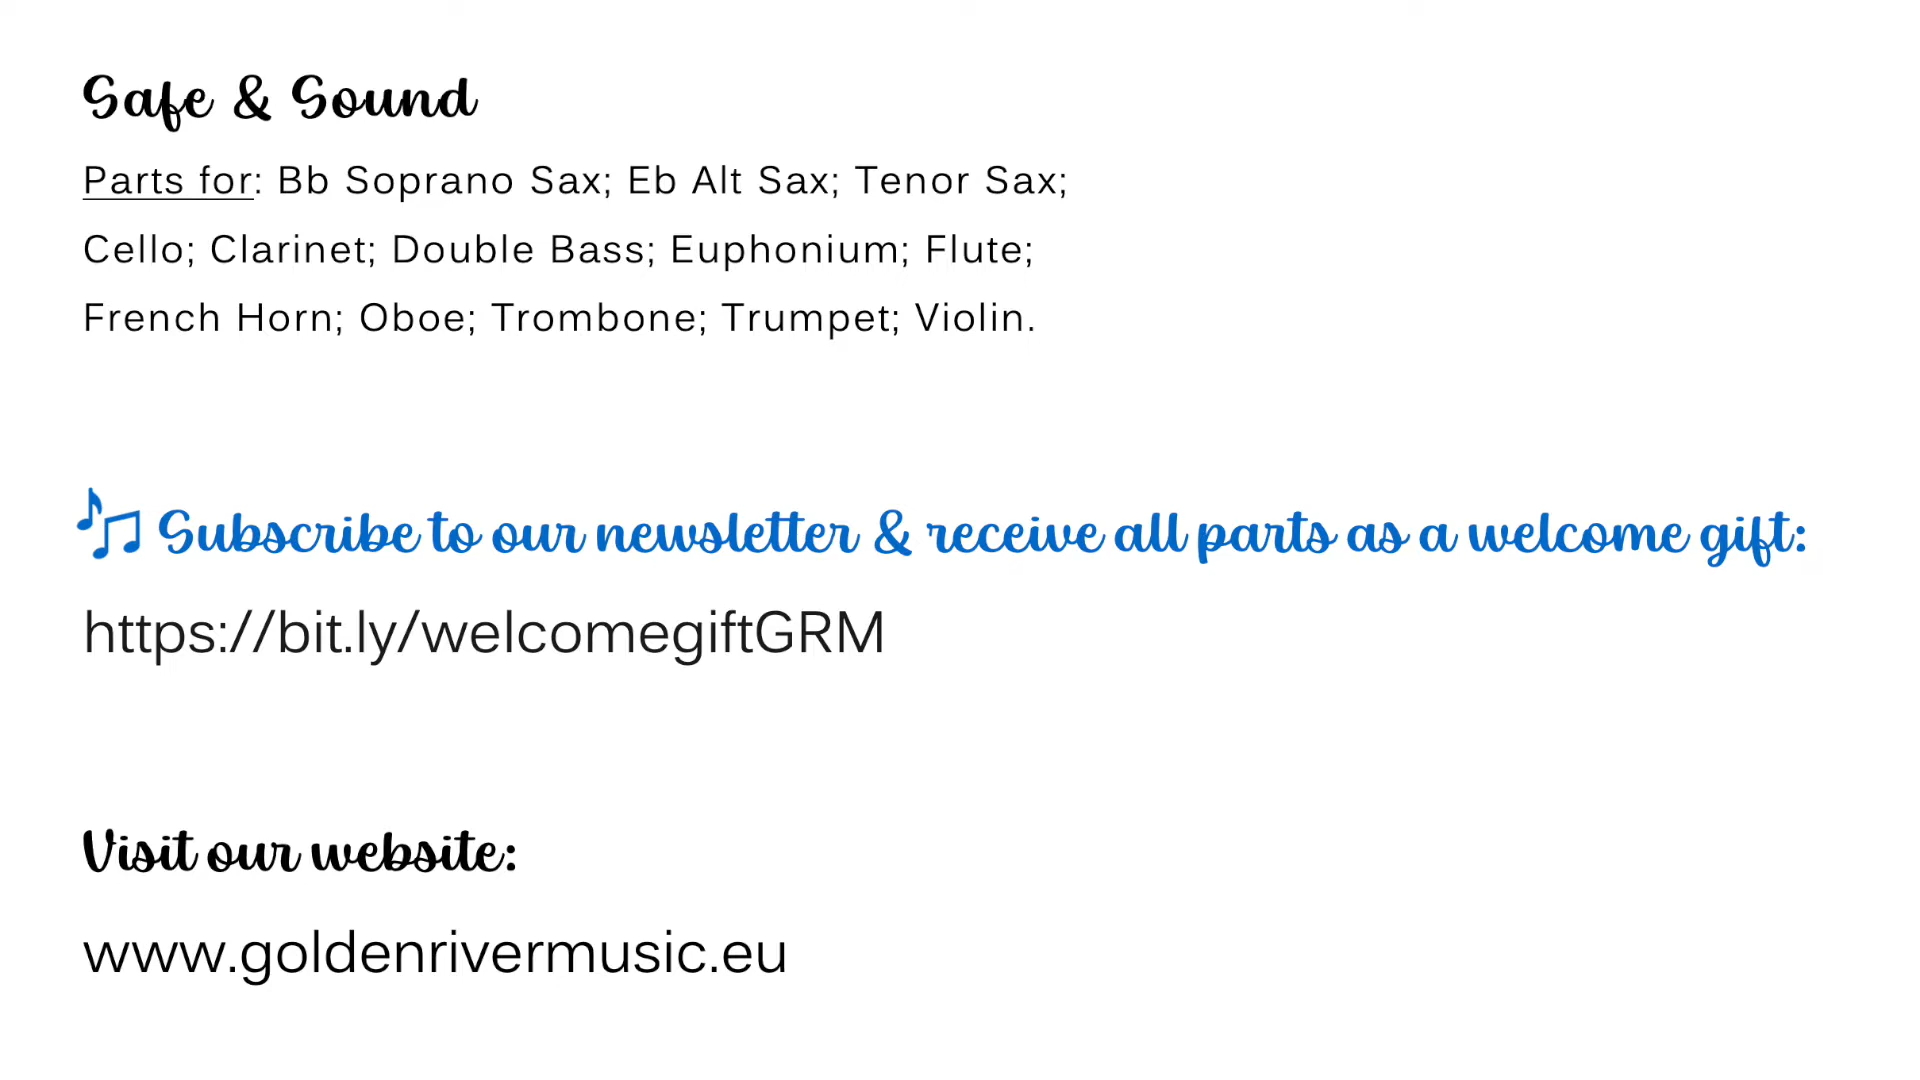 Safe & Sound
Parts for: Bb Soprano Sax; Eb Alt Sax; Tenor Sax;
Cello; Clarinet; Double Bass; Euphonium; Flute;
French Horn; Oboe; Trombone; Trumpet; Violin.
Subscribe to our newsletter & receive all parts as a welcome gift:
https://bit.ly/welcomegiftGRM
Visit our website:
www.goldenrivermusic.eu